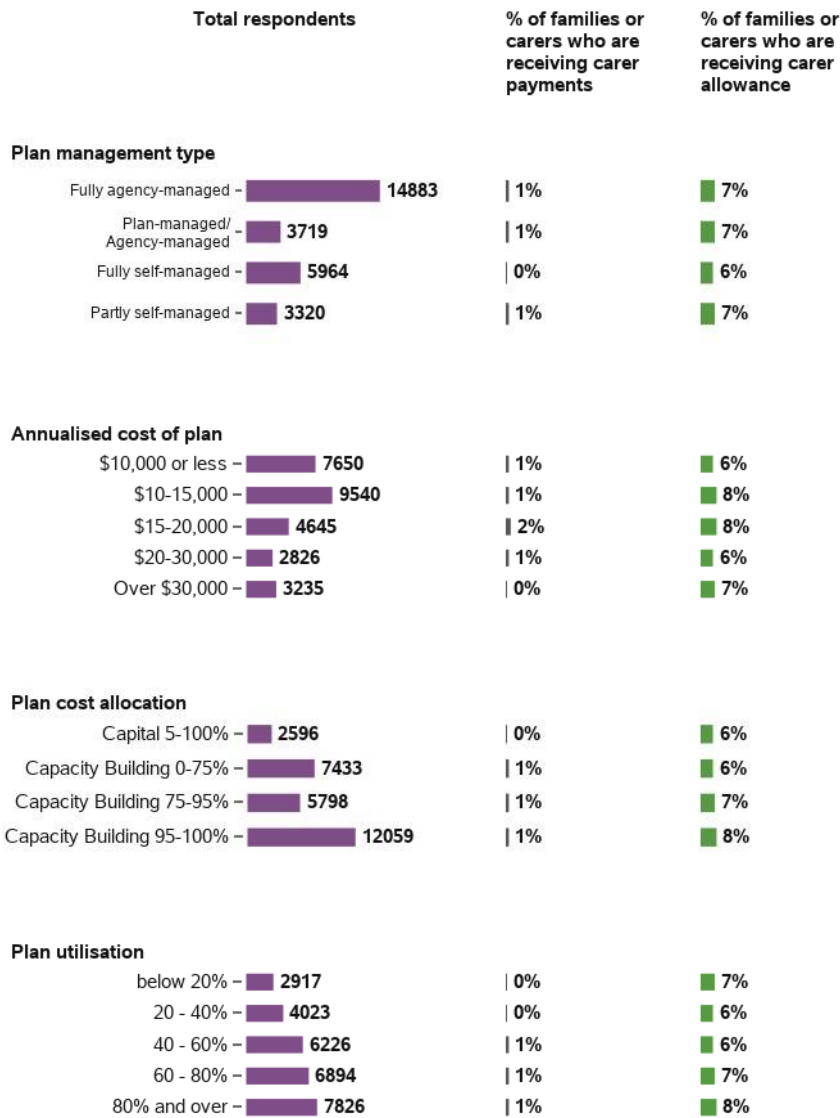 Total respondents
% of families or
carers who are
receiving carer
payments
% of families or
carers who are
receiving carer
allowance
Plan management type
Fully agency-managed 14883 1% 7%
Plan-managed/
Agency-managed 3719 1% 7%
Fully self-managed 5964 0% 6%
Partly self-managed 3320 1% 7%
Annualised cost of plan
$10,000 or less 7650 1% 6%
$10-15,000 9540 1% 8%
$15-20,000 4645 2% 8%
$20-30,000 2826 1% 6%
Over $30,000 3235 0% 7%
Plan cost allocation
Capital 5-100% 2596 0% 6%
Capacity Building 0-75% 7433 1% 6%
Capacity Building 75-95% 5798 1% 7%
Capacity Building 95-100% 12059 1% 8%
Plan utilisation
below 20% 2917 0% 7%
20 - 40% 4023 0% 6%
40 - 60% 6226 1% 6%
60 - 80% 6894 1% 7%
80% and over 7826 1% 8%